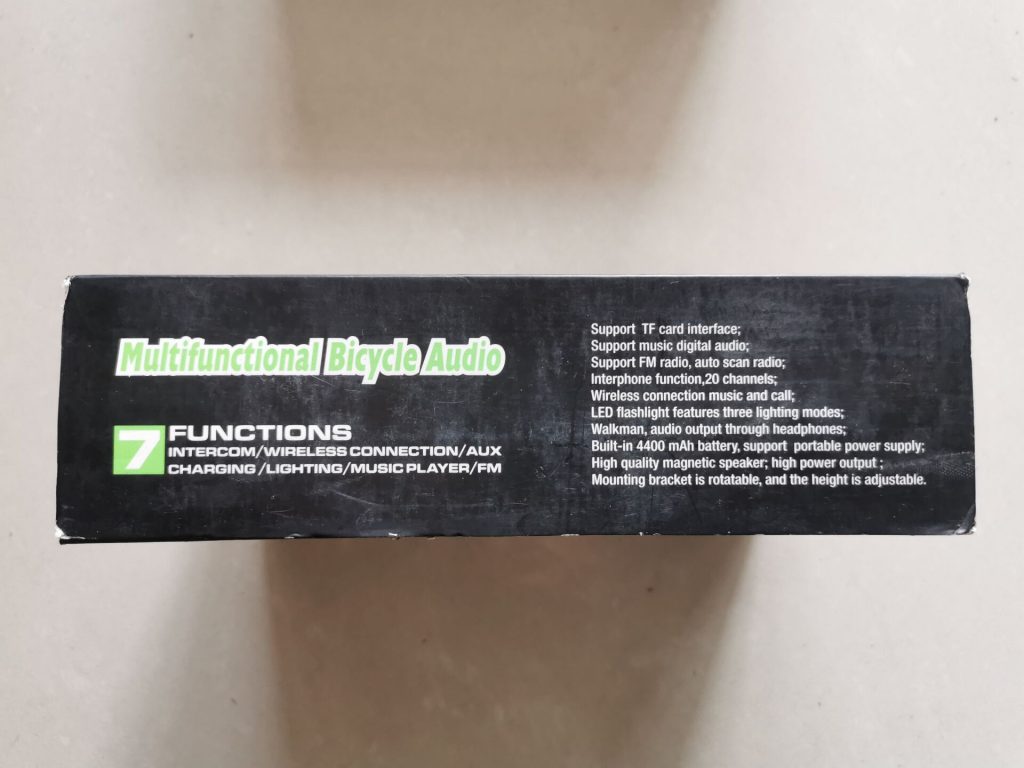 Multifunctional Bicycle Audio
7 FUNCTIONS
INTERCOM/WIRELESS CONNECTION/AUX
CHARGING /LIGHTING/MUSIC PLAYER/FM
Support TF card interface;
Support music digital audio;
Support FM radio, auto scan radio;
Interphone function,20 channels;
Wireless connection music and call;
LED flashlight features three lighting modes;
Walkman, audio output through headphones;
Built-in 4400 mAh battery, support portable power supply;
High quality magnetic speaker; high power output ;
Mounting bracket is rotatable, and the height is adjustable.